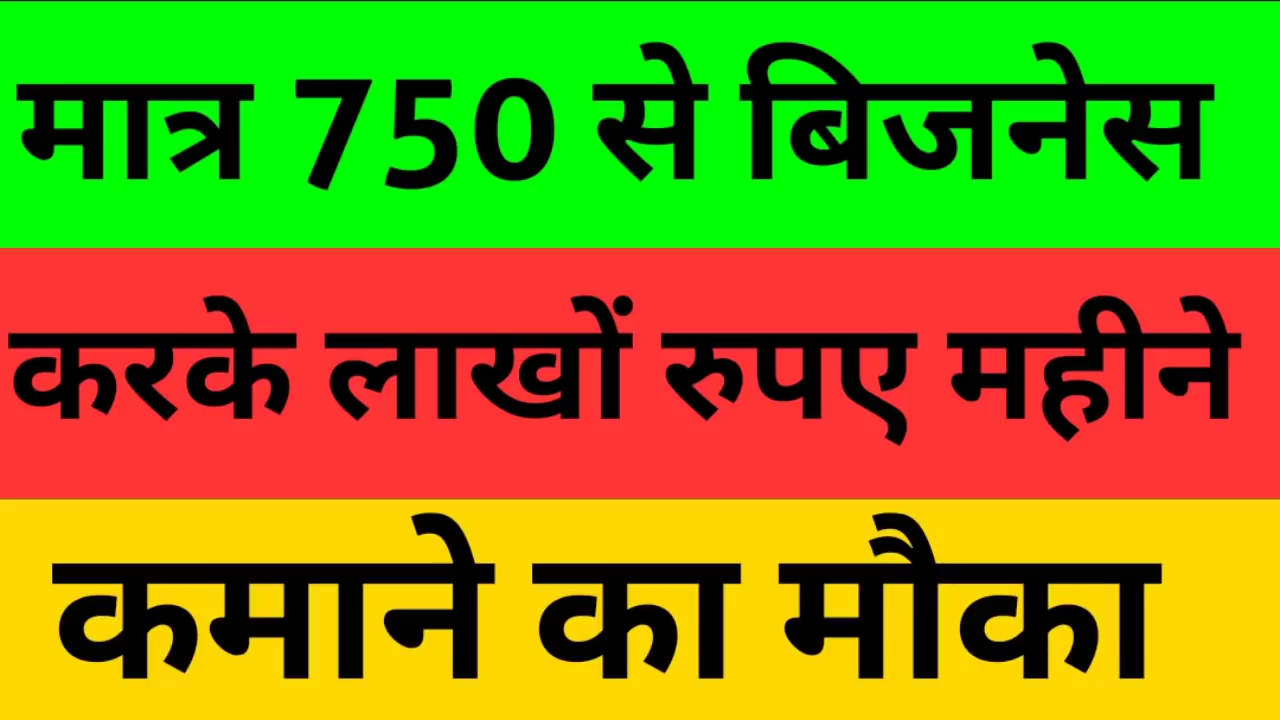 मात्र 750 से बिजनेस
करके लाखों रुपए महीने
कमाने का मौका